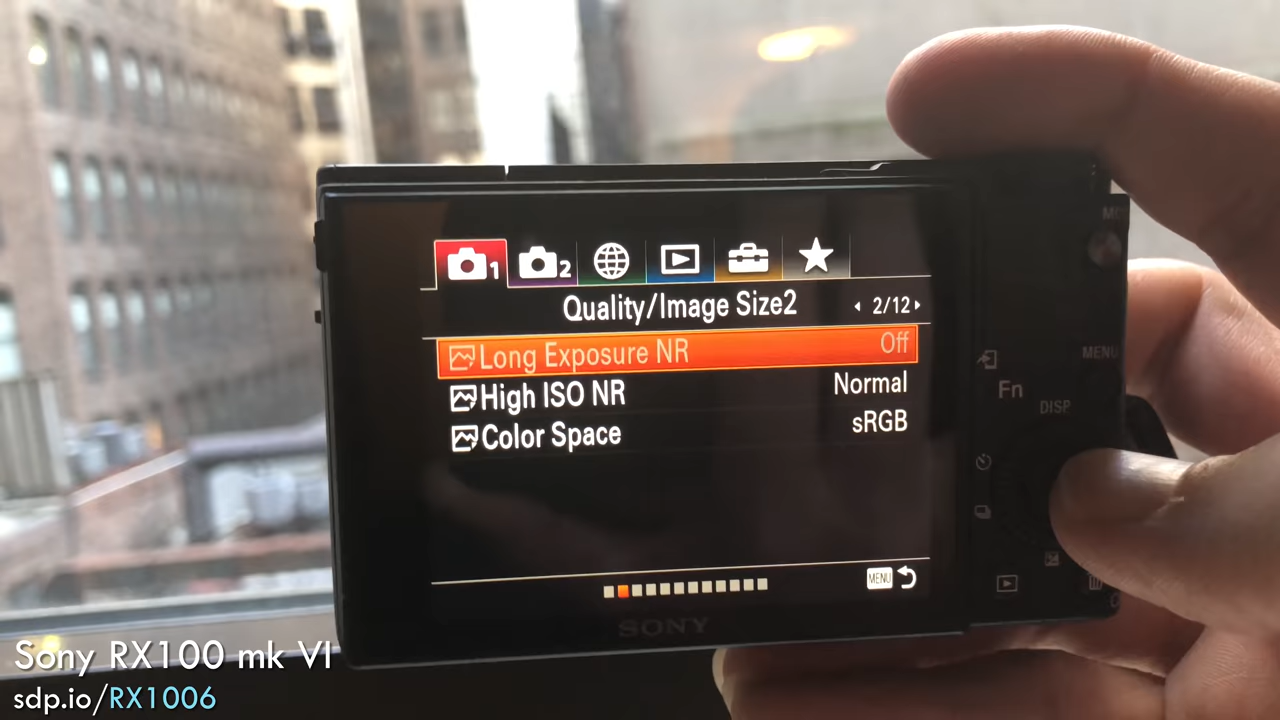 1 2
Quality/Image Size2 2/12
Long Exposure NR Off
High ISO NR Normal
Color Space sRGB
MENU
SONY
MENU
Fn
DISP
Sony RX100 mk VI
sdp.io/RX1006